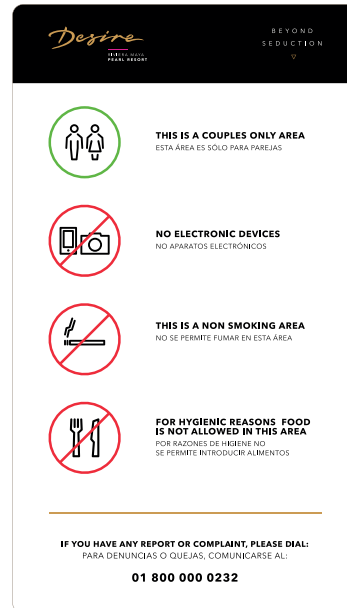 Desire
RIVIERA MAYA
PEARL RESORT
BEYOND
SEDUCTION
THIS IS A COUPLES ONLY AREA
ESTA ÁREA ES SÓLO PARA PAREJAS
NO ELECTRONIC DEVICES
NO APARATOS ELECTRÓNICOS
THIS IS A NON SMOKING AREA
NO SE PERMITE FUMAR EN ESTA ÁREA
FOR HYGIENIC REASONS FOOD
IS NOT ALLOWED IN THIS AREA
POR RAZONES DE HIGIENE NO
SE PERMITE INTRODUCIR ALIMENTOS
IF YOU HAVE ANY REPORT OR COMPLAINT, PLEASE DIAL:
PARA DENUNCIAS O QUEJAS, COMUNICARSE AL:
01 800 000 0232